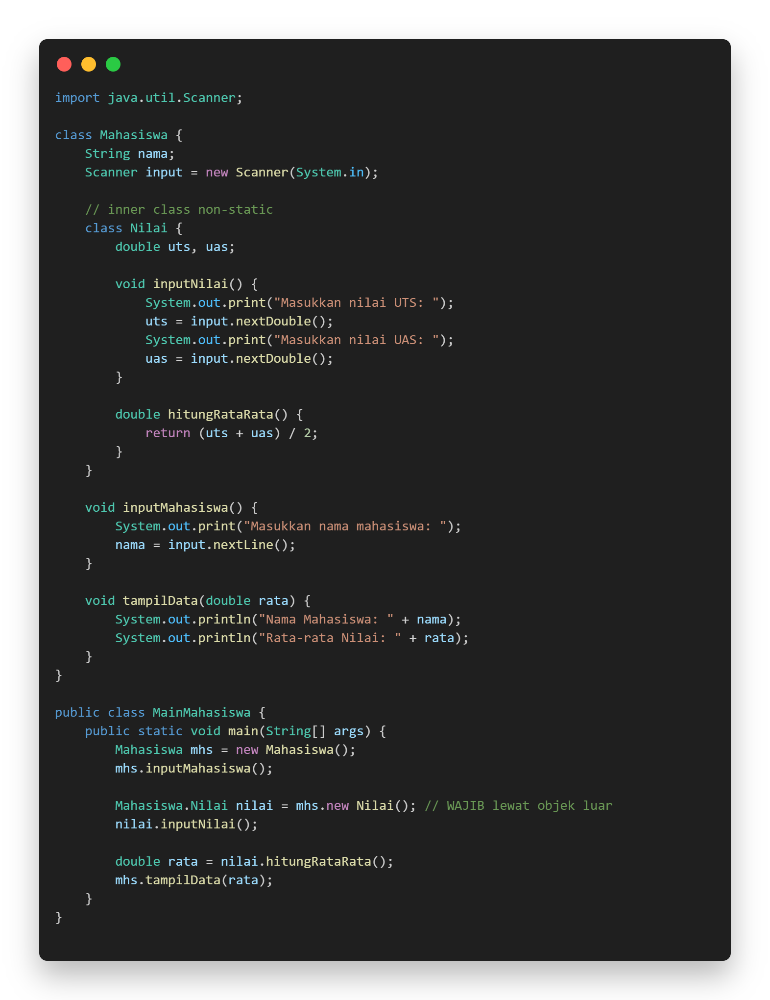 import java.util.Scanner;

class Mahasiswa {
    String nama;
    Scanner input = new Scanner(System.in);

    // inner class non-static
    class Nilai {
        double uts, uas;

        void inputNilai() {
            System.out.print("Masukkan nilai UTS: ");
            uts = input.nextDouble();
            System.out.print("Masukkan nilai UAS: ");
            uas = input.nextDouble();
        }

        double hitungRataRata() {
            return (uts + uas) / 2;
        }
    }

    void inputMahasiswa() {
        System.out.print("Masukkan nama mahasiswa: ");
        nama = input.nextLine();
    }

    void tampilData(double rata) {
        System.out.println("Nama Mahasiswa: " + nama);
        System.out.println("Rata-rata Nilai: " + rata);
    }
}

public class MainMahasiswa {
    public static void main(String[] args) {
        Mahasiswa mhs = new Mahasiswa();
        mhs.inputMahasiswa();

        Mahasiswa.Nilai nilai = mhs.new Nilai(); // WAJIB lewat objek luar
        nilai.inputNilai();

        double rata = nilai.hitungRataRata();
        mhs.tampilData(rata);
    }
}